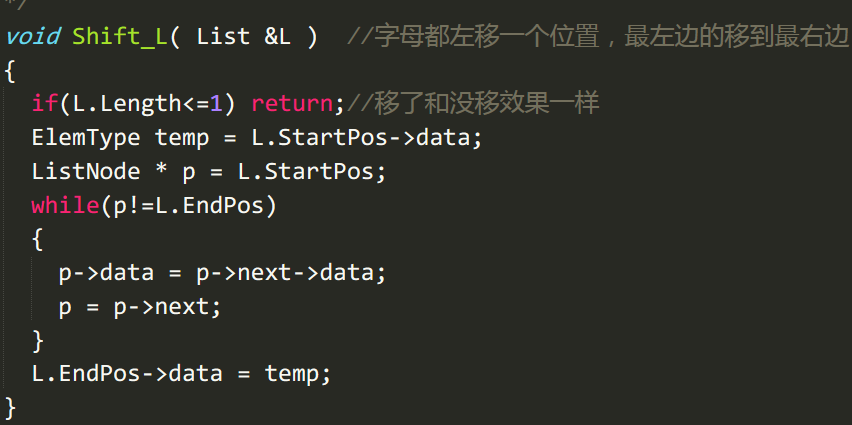 */
void Shift_L( List &L )  //字母都左移一个位置，最左边的移到最右边
{
  if(L.Length<=1) return;//移了和没移效果一样
  ElemType temp = L.StartPos->data;
  ListNode * p = L.StartPos;
  while(p!=L.EndPos)
  {
    p->data = p->next->data;
    p = p->next;
  }
  L.EndPos->data = temp;
}